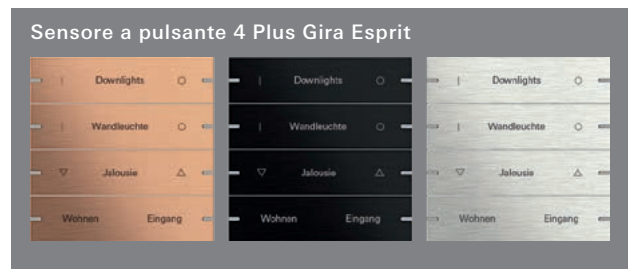 Sensore a pulsante 4 Plus Gira Esprit
| Downlights ○
| Wandleuchte ○
▽ Jalousie △
Wohnen Eingang
| Downlights ○
| Wandleuchte ○
▽ Jalousie △
Wohnen Eingang
| Downlights ○
| Wandleuchte ○
▽ Jalousie △
Wohnen Eingang